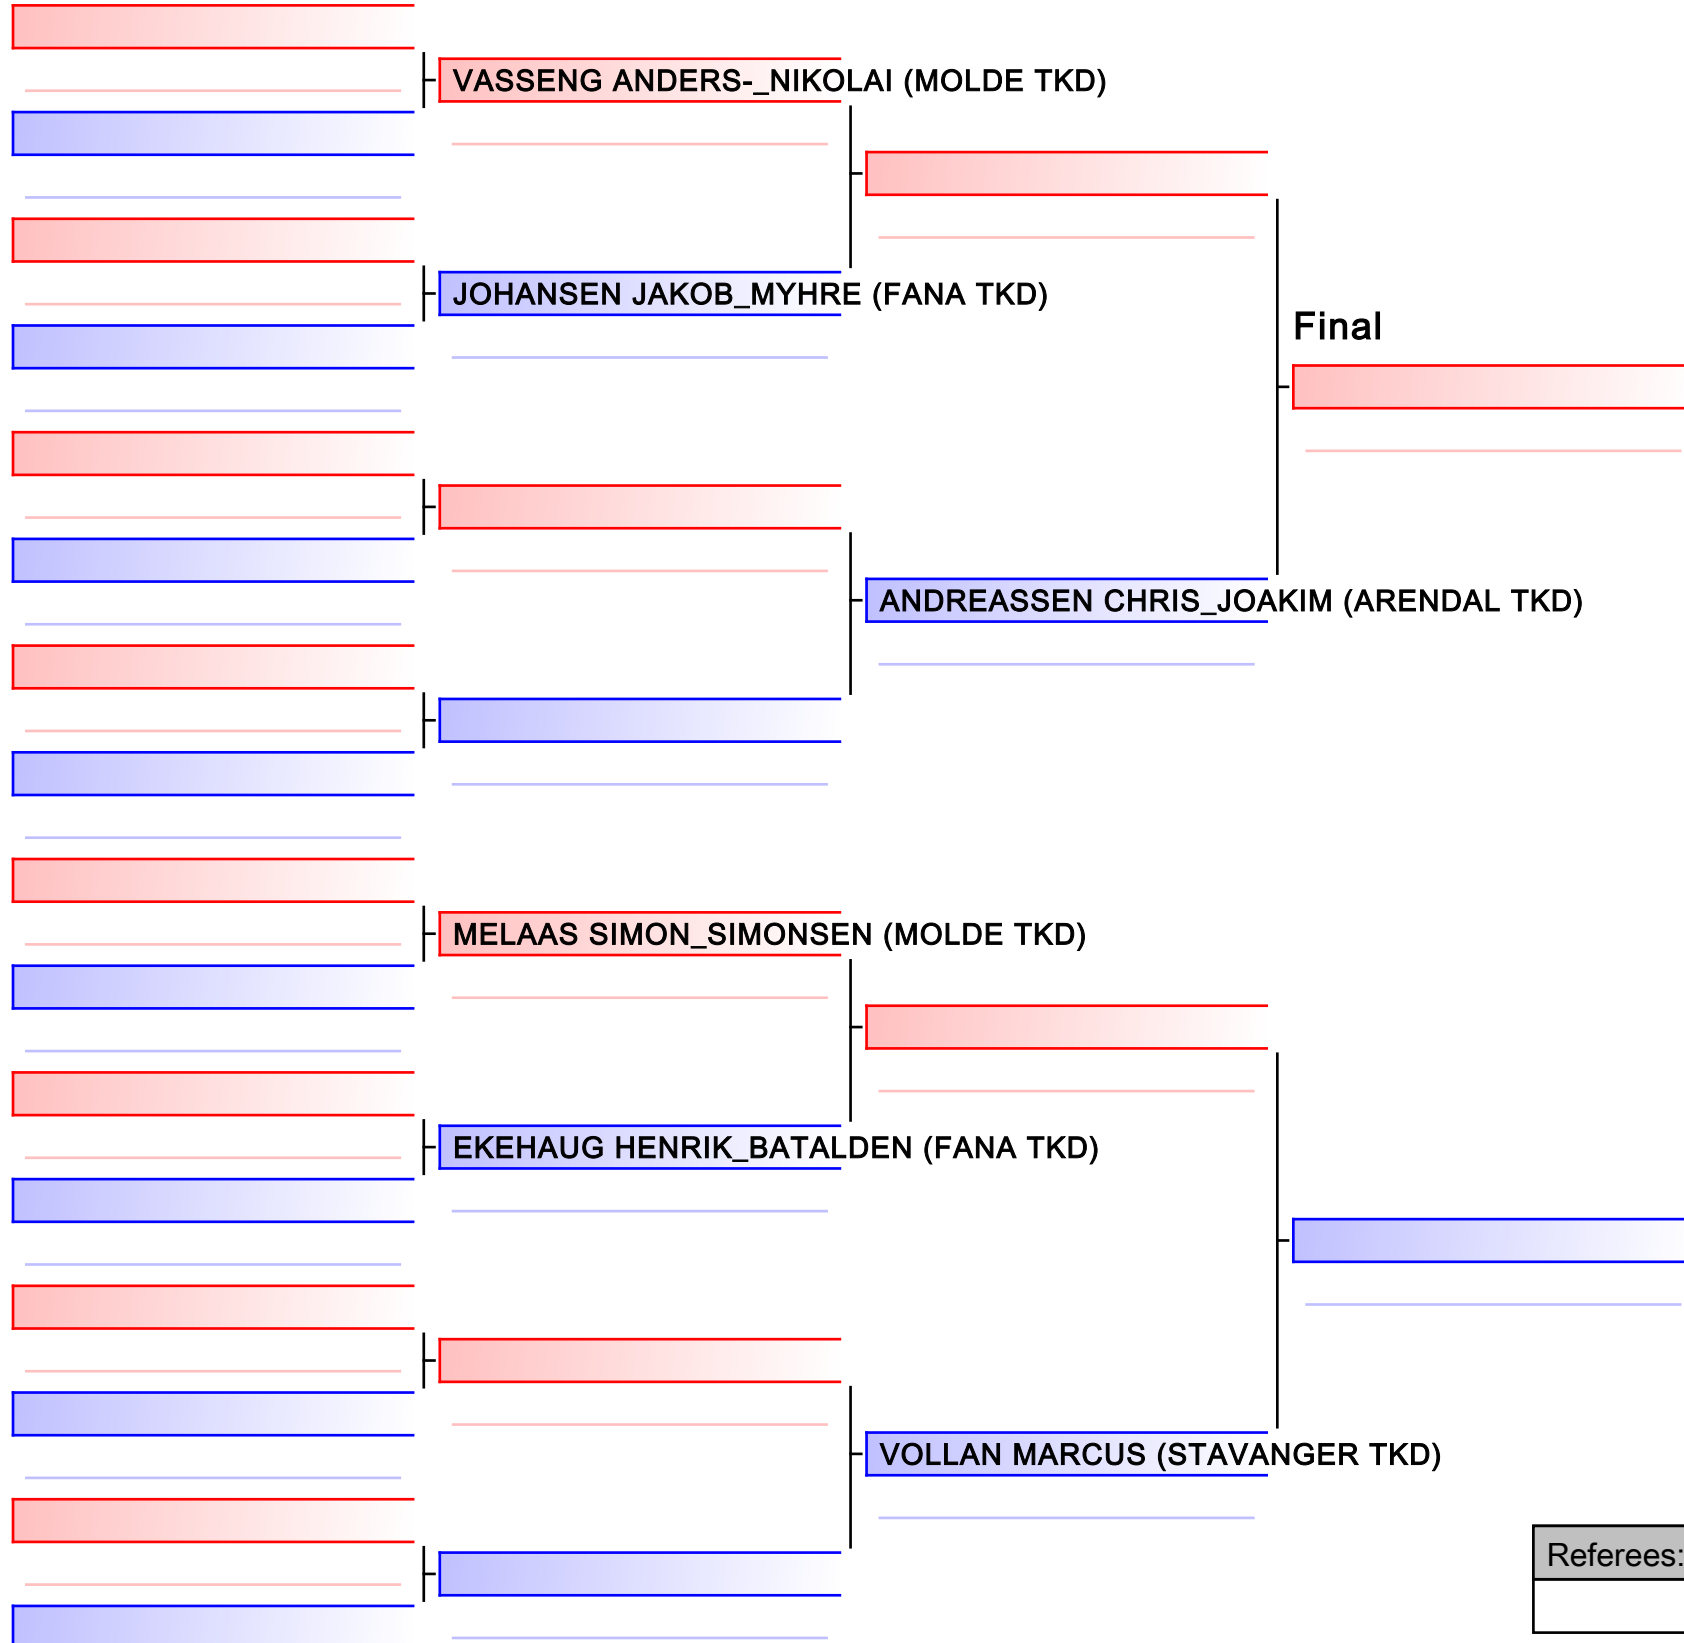 VASSENG ANDERS-_NIKOLAI (MOLDE TKD)
JOHANSEN JAKOB_MYHRE (FANA TKD)
Final
ANDREASSEN CHRIS_JOAKIM (ARENDAL TKD)
MELAAS SIMON_SIMONSEN (MOLDE TKD)
EKEHAUG HENRIK_BATALDEN (FANA TKD)
VOLLAN MARCUS (STAVANGER TKD)
Referees: